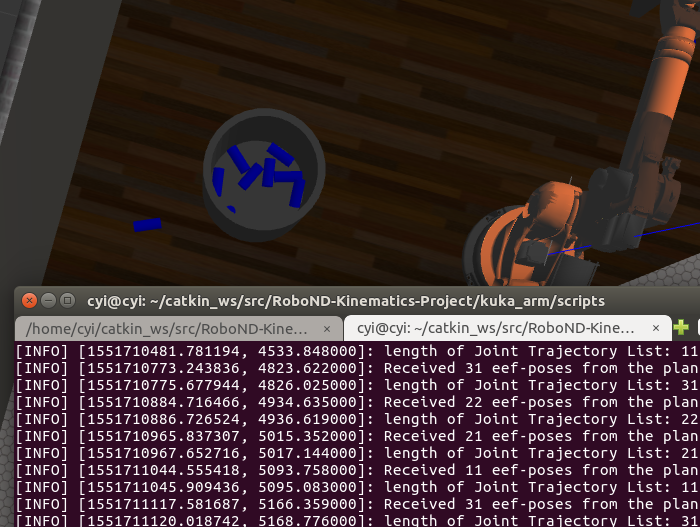 cyi@cyi: ~/catkin_ws/src/RoboND-Kinematics-Project/kuka_arm/scripts
/home/cyi/catkin_ws/src/RoboND-Kine... × cyi@cyi: ~/catkin_ws/src/RoboND-Kine... ×
[INFO] [1551710481.781194, 4533.848000]: length of Joint Trajectory List: 11
[INFO] [1551710773.243836, 4823.622000]: Received 31 eef-poses from the plan
[INFO] [1551710775.677944, 4826.025000]: length of Joint Trajectory List: 31
[INFO] [1551710884.716466, 4934.635000]: Received 22 eef-poses from the plan
[INFO] [1551710886.726524, 4936.619000]: length of Joint Trajectory List: 22
[INFO] [1551710965.837307, 5015.352000]: Received 21 eef-poses from the plan
[INFO] [1551710967.652716, 5017.144000]: length of Joint Trajectory List: 21
[INFO] [1551711044.555418, 5093.758000]: Received 11 eef-poses from the plan
[INFO] [1551711045.909436, 5095.083000]: length of Joint Trajectory List: 11
[INFO] [1551711117.581687, 5166.359000]: Received 31 eef-poses from the plan
[INFO] [1551711120.018742, 5168.776000]: length of Joint Trajectory List: 31